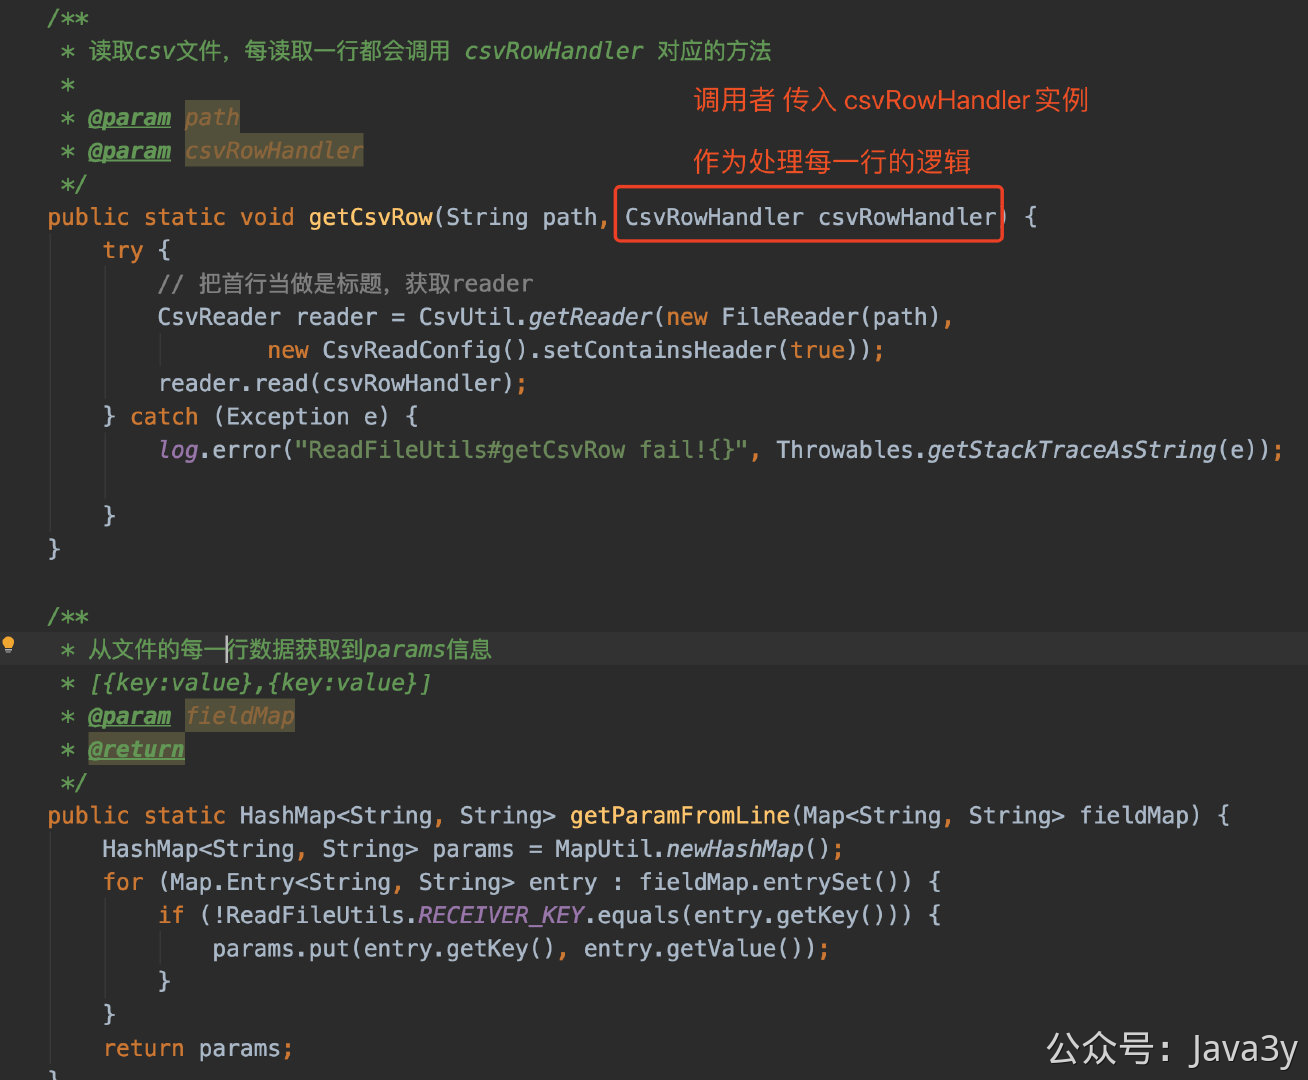 /**
* 读取csv文件，每读取一行都会调用 csvRowHandler 对应的方法
*
调用者 传入 csvRowHandler 实例
* @param path
* @param csvRowHandler
作为处理每一行的逻辑
*/
public static void getCsvRow(String path, CsvRowHandler csvRowHandler) {
try {
// 把首行当做是标题，获取reader
CsvReader reader = CsvUtil.getReader(new FileReader(path),
new CsvReadConfig().setContainsHeader(true));
reader.read(csvRowHandler);
} catch (Exception e) {
log.error("ReadFileUtils#getCsvRow fail!{}", Throwables.getStackTraceAsString(e));
}
}
/**
* 从文件的每一行数据获取到params信息
* [{key:value},{key:value}]
* @param fieldMap
* @return
*/
public static HashMap<String, String> getParamFromLine(Map<String, String> fieldMap) {
HashMap<String, String> params = MapUtil.newHashMap();
for (Map.Entry<String, String> entry : fieldMap.entrySet()) {
if (!ReadFileUtils.RECEIVER_KEY.equals(entry.getKey())) {
params.put(entry.getKey(), entry.getValue());
}
}
return params;
}
公众号：Java3y